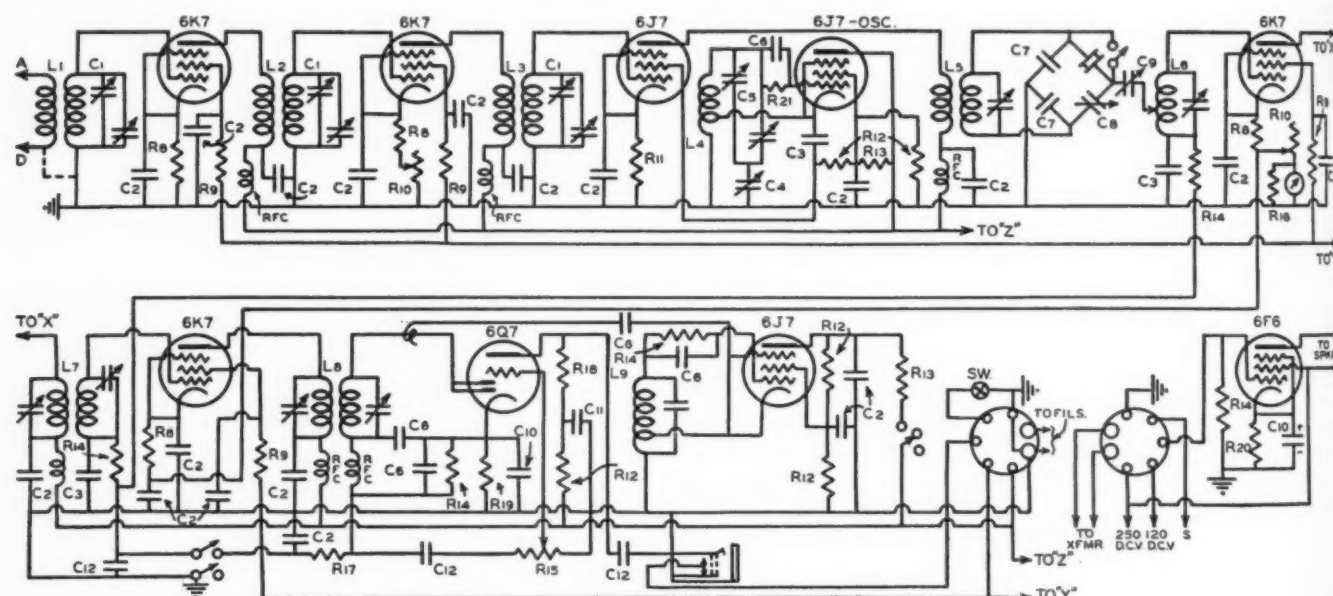 6K7
6K7
6J7
6J7-OSC.
6K7
A
D
L1
C1
C2
R8
C2
R9
L2
C1
C2
RFC
C2
R8
R10
C2
R9
L3
C1
C2
RFC
C2
R11
L4
C5
C4
C6
R21
C3
R12
R13
C2
L5
RFC
C2
C7
C7
C8
C9
L6
C3
R14
C2
R8
R10
R16
TO "Z"
TO "X"
6K7
6Q7
6J7
6F6
L7
C2
C3
R14
R8
C2
C2
R9
C12
L8
C2
RFC
RFC
C6
C6
R14
R19
C10
R18
C11
R12
C2
R17
C12
R15
C12
C6
R14
C6
L9
R12
C2
R12
R13
SW.
TO FILS.
TO "Z"
TO "Y"
TO
XFMR
250
D.C.V
120
D.C.V
S
R14
R20
C10
+
-
TO
SPKR